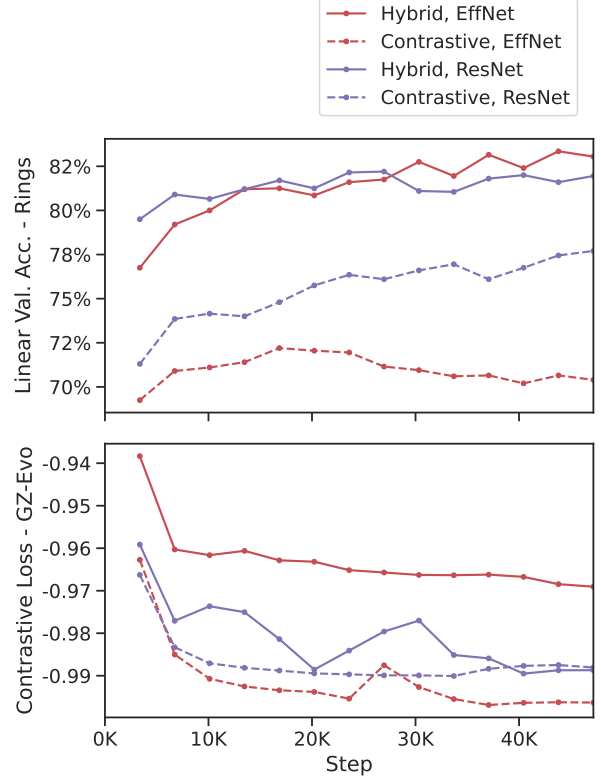 Hybrid, EffNet
Contrastive, EffNet
Hybrid, ResNet
Contrastive, ResNet
Linear Val. Acc. - Rings
82%
80%
78%
75%
72%
70%
Contrastive Loss - GZ-Evo
-0.94
-0.95
-0.96
-0.97
-0.98
-0.99
0K 10K 20K 30K 40K
Step